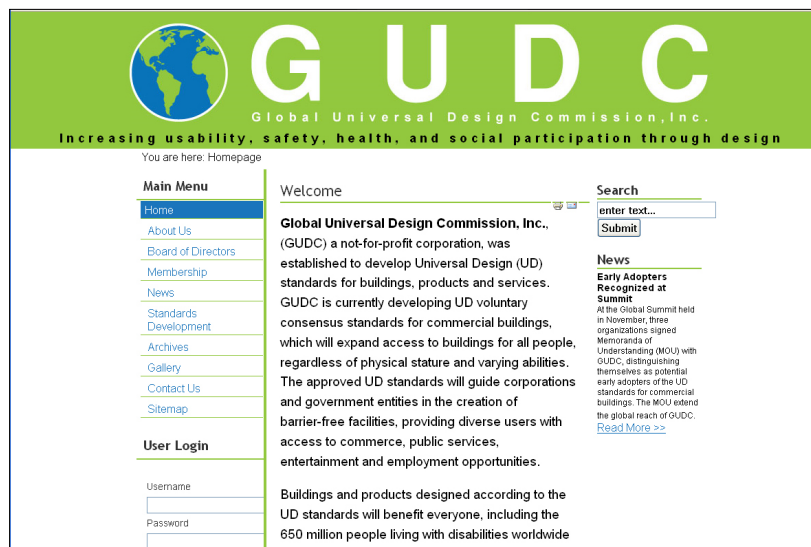 G U D C
Global Universal Design Commission, Inc.
Increasing usability, safety, health, and social participation through design
You are here: Homepage
Main Menu
Home
About Us
Board of Directors
Membership
News
Standards
Development
Archives
Gallery
Contact Us
Sitemap
User Login
Username
Password
Welcome
Global Universal Design Commission, Inc.,
(GUDC) a not-for-profit corporation, was
established to develop Universal Design (UD)
standards for buildings, products and services.
GUDC is currently developing UD voluntary
consensus standards for commercial buildings,
which will expand access to buildings for all people,
regardless of physical stature and varying abilities.
The approved UD standards will guide corporations
and government entities in the creation of
barrier-free facilities, providing diverse users with
access to commerce, public services,
entertainment and employment opportunities.
Buildings and products designed according to the
UD standards will benefit everyone, including the
650 million people living with disabilities worldwide
Search
enter text...
Submit
News
Early Adopters
Recognized at
Summit
At the Global Summit held
in November, three
organizations signed
Memoranda of
Understanding (MOU) with
GUDC, distinguishing
themselves as potential
early adopters of the UD
standards for commercial
buildings. The MOU extend
the global reach of GUDC.
Read More >>